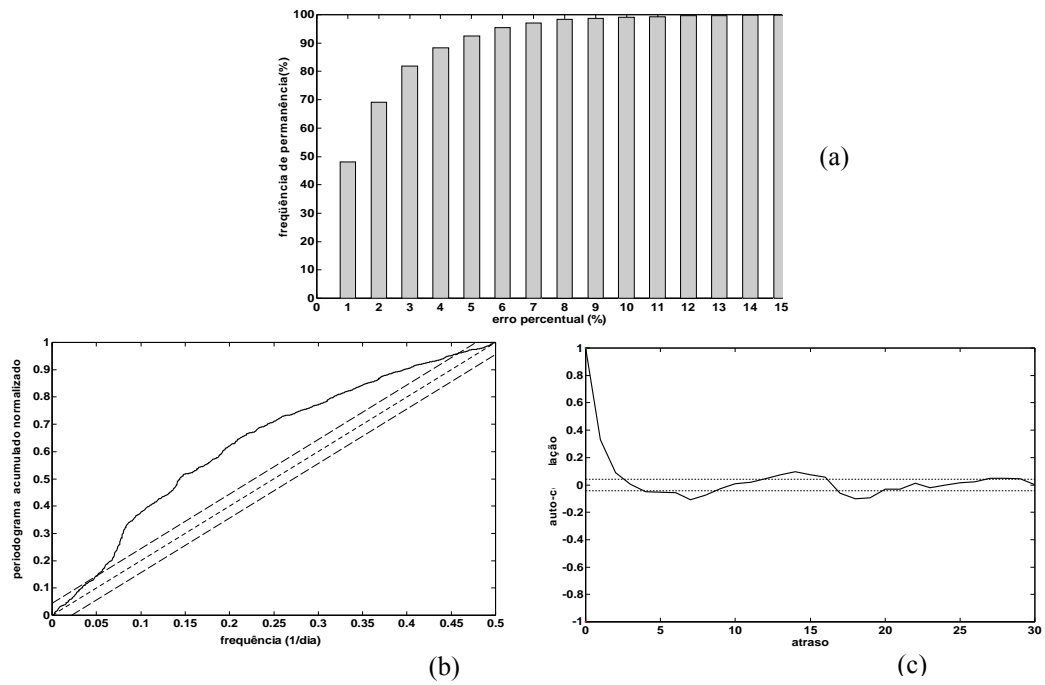 100
90
80
70
60
50
40
30
20
10
0
freqüência de permanência(%)
0 1 2 3 4 5 6 7 8 9 10 11 12 13 14 15
erro percentual (%)
(a)
1
0.9
0.8
0.7
0.6
0.5
0.4
0.3
0.2
0.1
0
periodograma acumulado normalizado
0 0.05 0.1 0.15 0.2 0.25 0.3 0.35 0.4 0.45 0.5
frequência (1/dia)
(b)
1
0.8
0.6
0.4
0.2
0
-0.2
-0.4
-0.6
-0.8
-1
auto-c lação
0 5 10 15 20 25 30
atraso
(c)